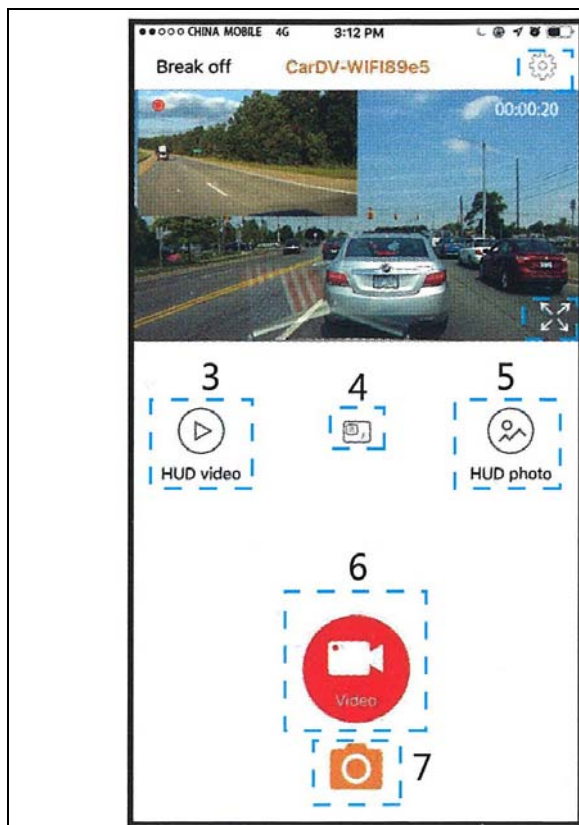 CHINA MOBILE 4G 3:12 PM
Break off CarDV-WIFI89e5
00:00:20
3 4 5
HUD video HUD photo
6
Video
7